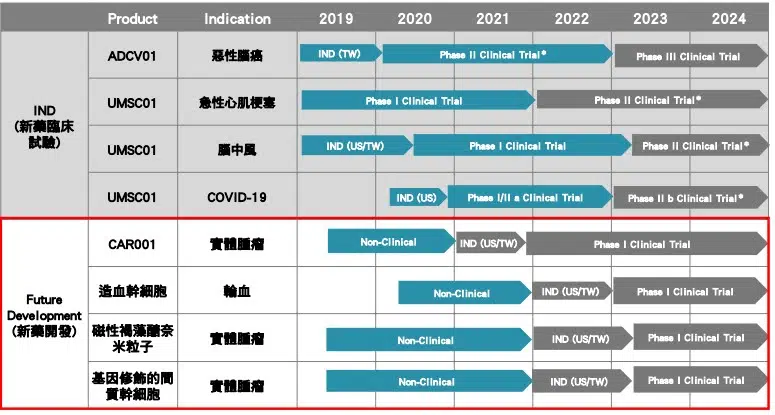 Product Indication 2019 2020 2021 2022 2023 2024
IND
(新藥臨床
試驗)
ADCV01 惡性腦癌 IND (TW) Phase II Clinical Trial* Phase III Clinical Trial
UMSC01 急性心肌梗塞 Phase I Clinical Trial Phase II Clinical Trial*
UMSC01 腦中風 IND (US/TW) Phase I Clinical Trial Phase II Clinical Trial*
UMSC01 COVID-19 IND (US) Phase I/II a Clinical Trial Phase II b Clinical Trial*
Future
Development
(新藥開發)
CAR001 實體腫瘤 Non-Clinical IND (US/TW) Phase I Clinical Trial
造血幹細胞 輸血 Non-Clinical IND (US/TW) Phase I Clinical Trial
磁性褐藻醣奈
米粒子 實體腫瘤 Non-Clinical IND (US/TW) Phase I Clinical Trial
基因修飾的間
質幹細胞 實體腫瘤 Non-Clinical IND (US/TW) Phase I Clinical Trial